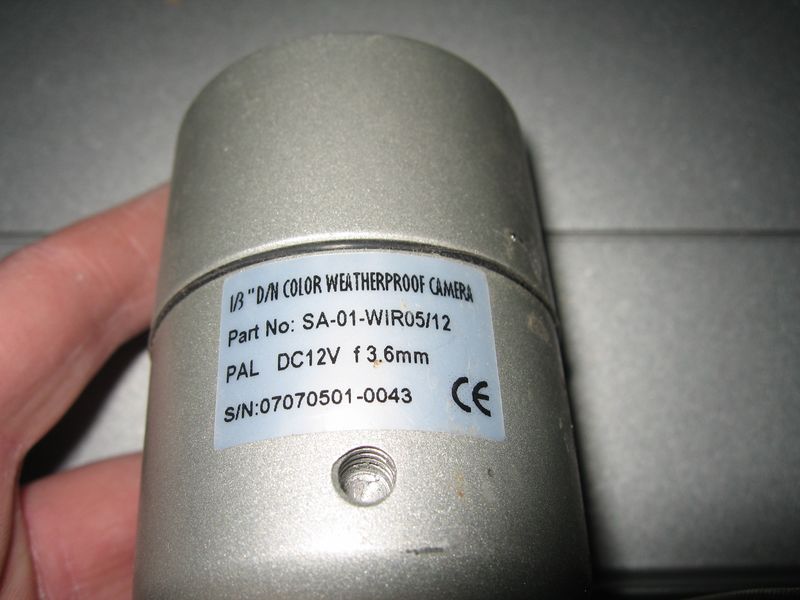 1/3 "D/N COLOR WEATHERPROOF CAMERA
Part No: SA-01-WIR05/12
PAL DC12V f 3.6mm
S/N:07070501-0043 CE